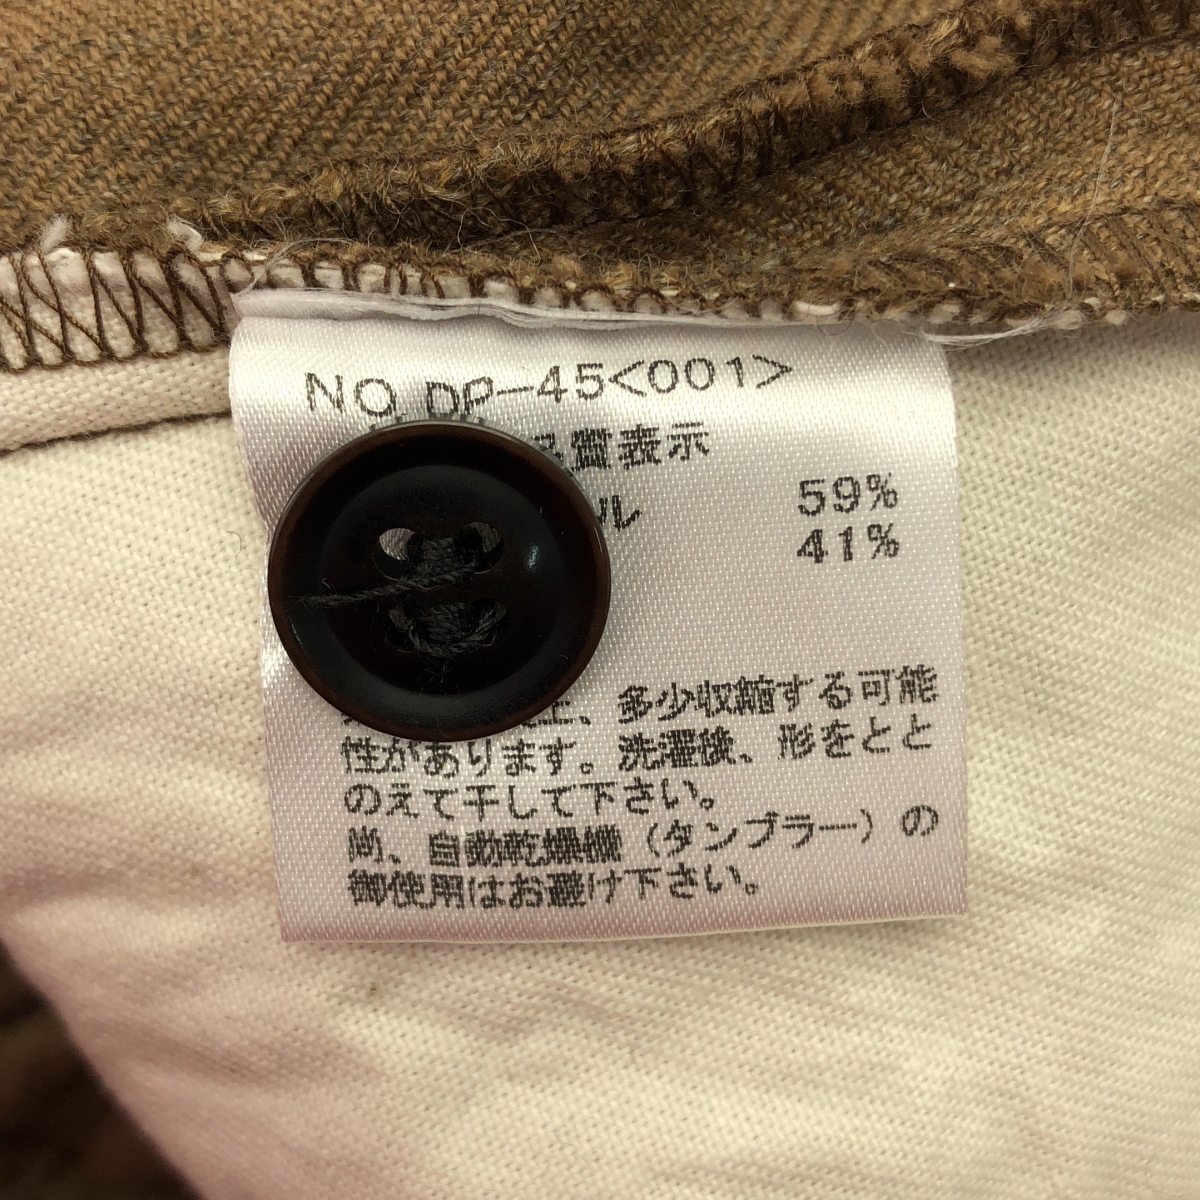 NO DP-45<001>
質表示
ル 59%
41%
、多少収縮する可能
性があります。洗濯後、形をとと
のえて干して下さい。
尚、自動乾燥機（タンブラー）の
御使用はお避け下さい。